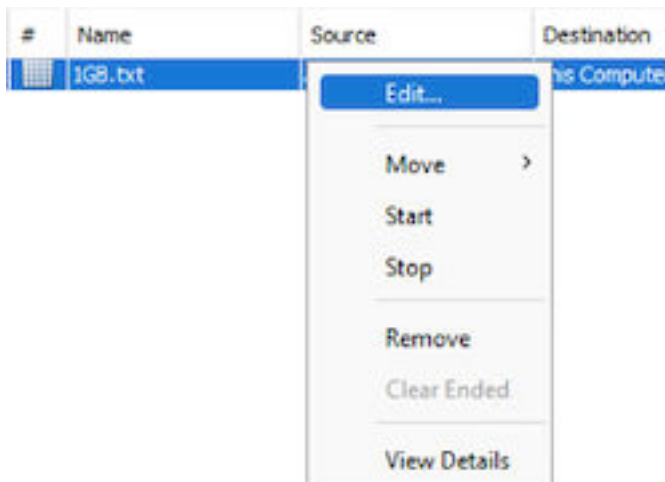 # Name Source Destination
1GB.txt his Compute
Edit...
Move
Start
Stop
Remove
Clear Ended
View Details